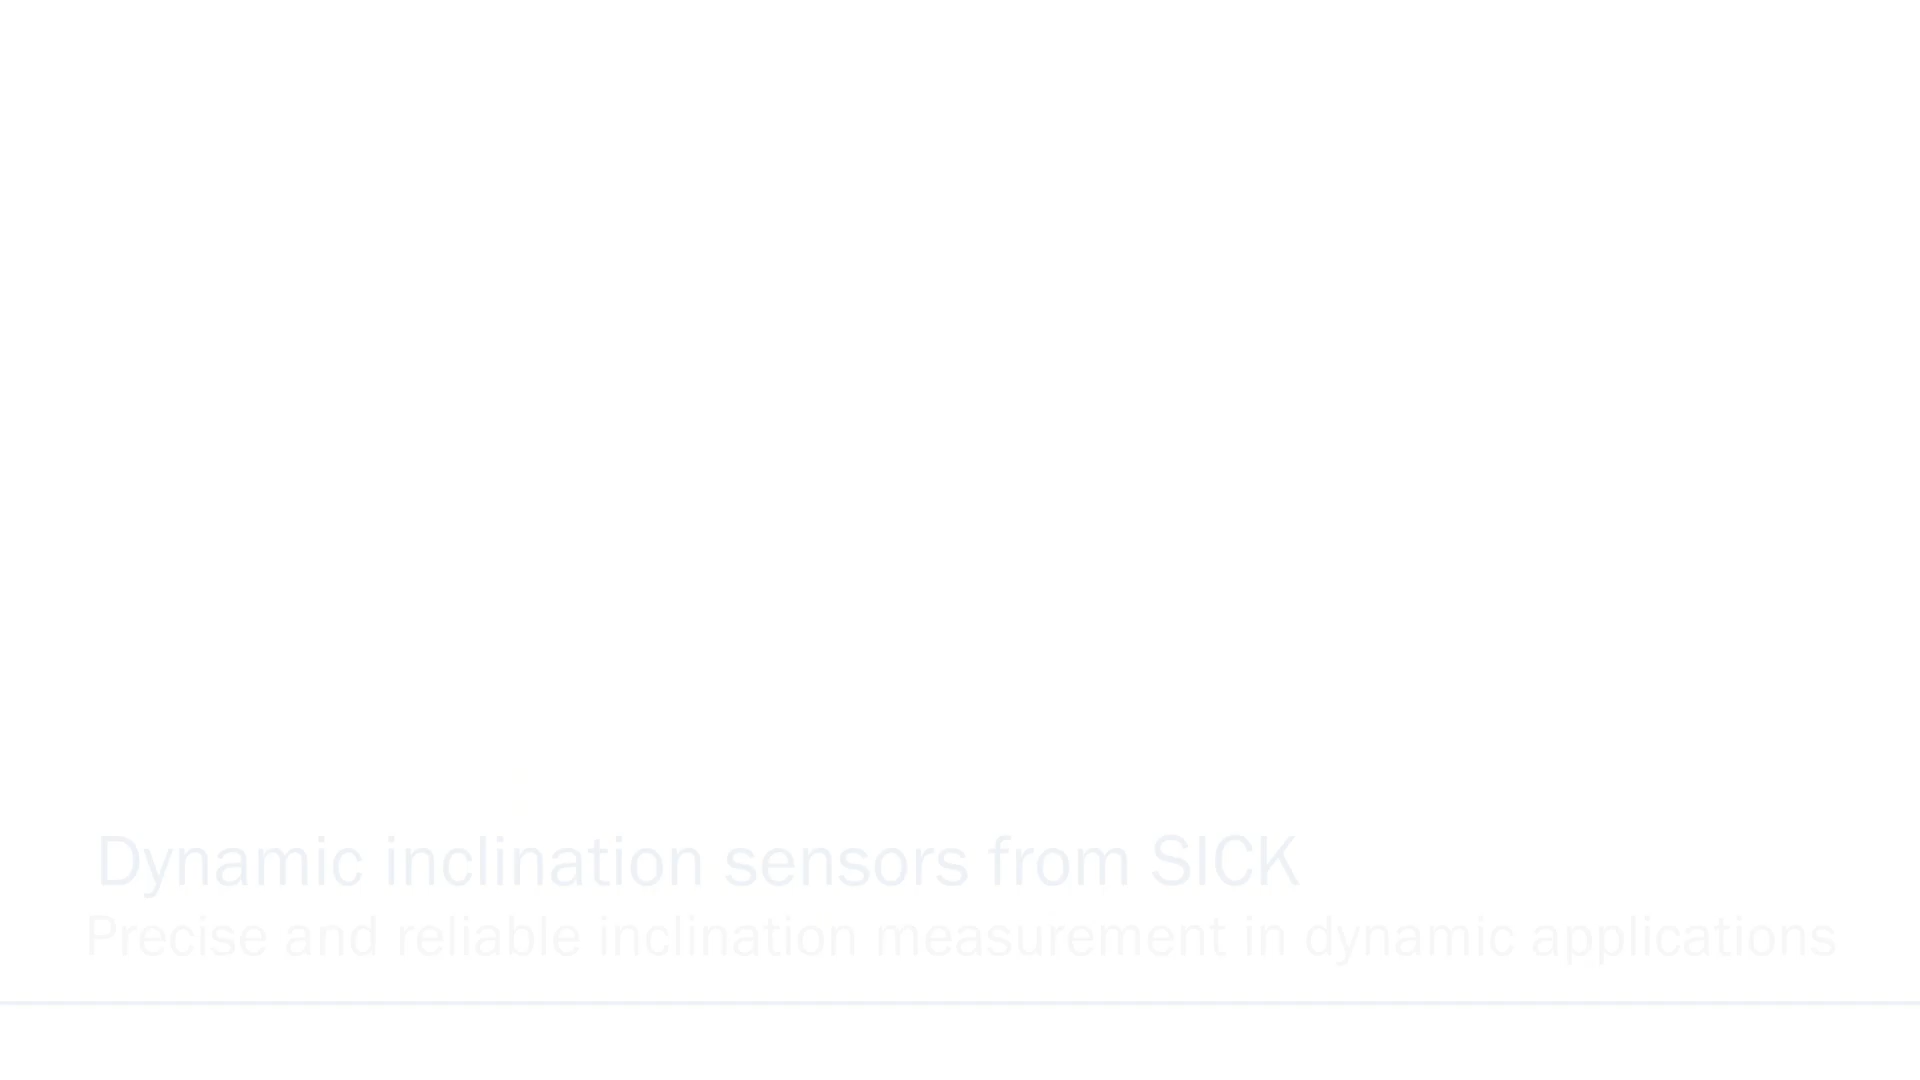 Dynamic inclination sensors from SICK
Precise and reliable inclination measurement in dynamic applications